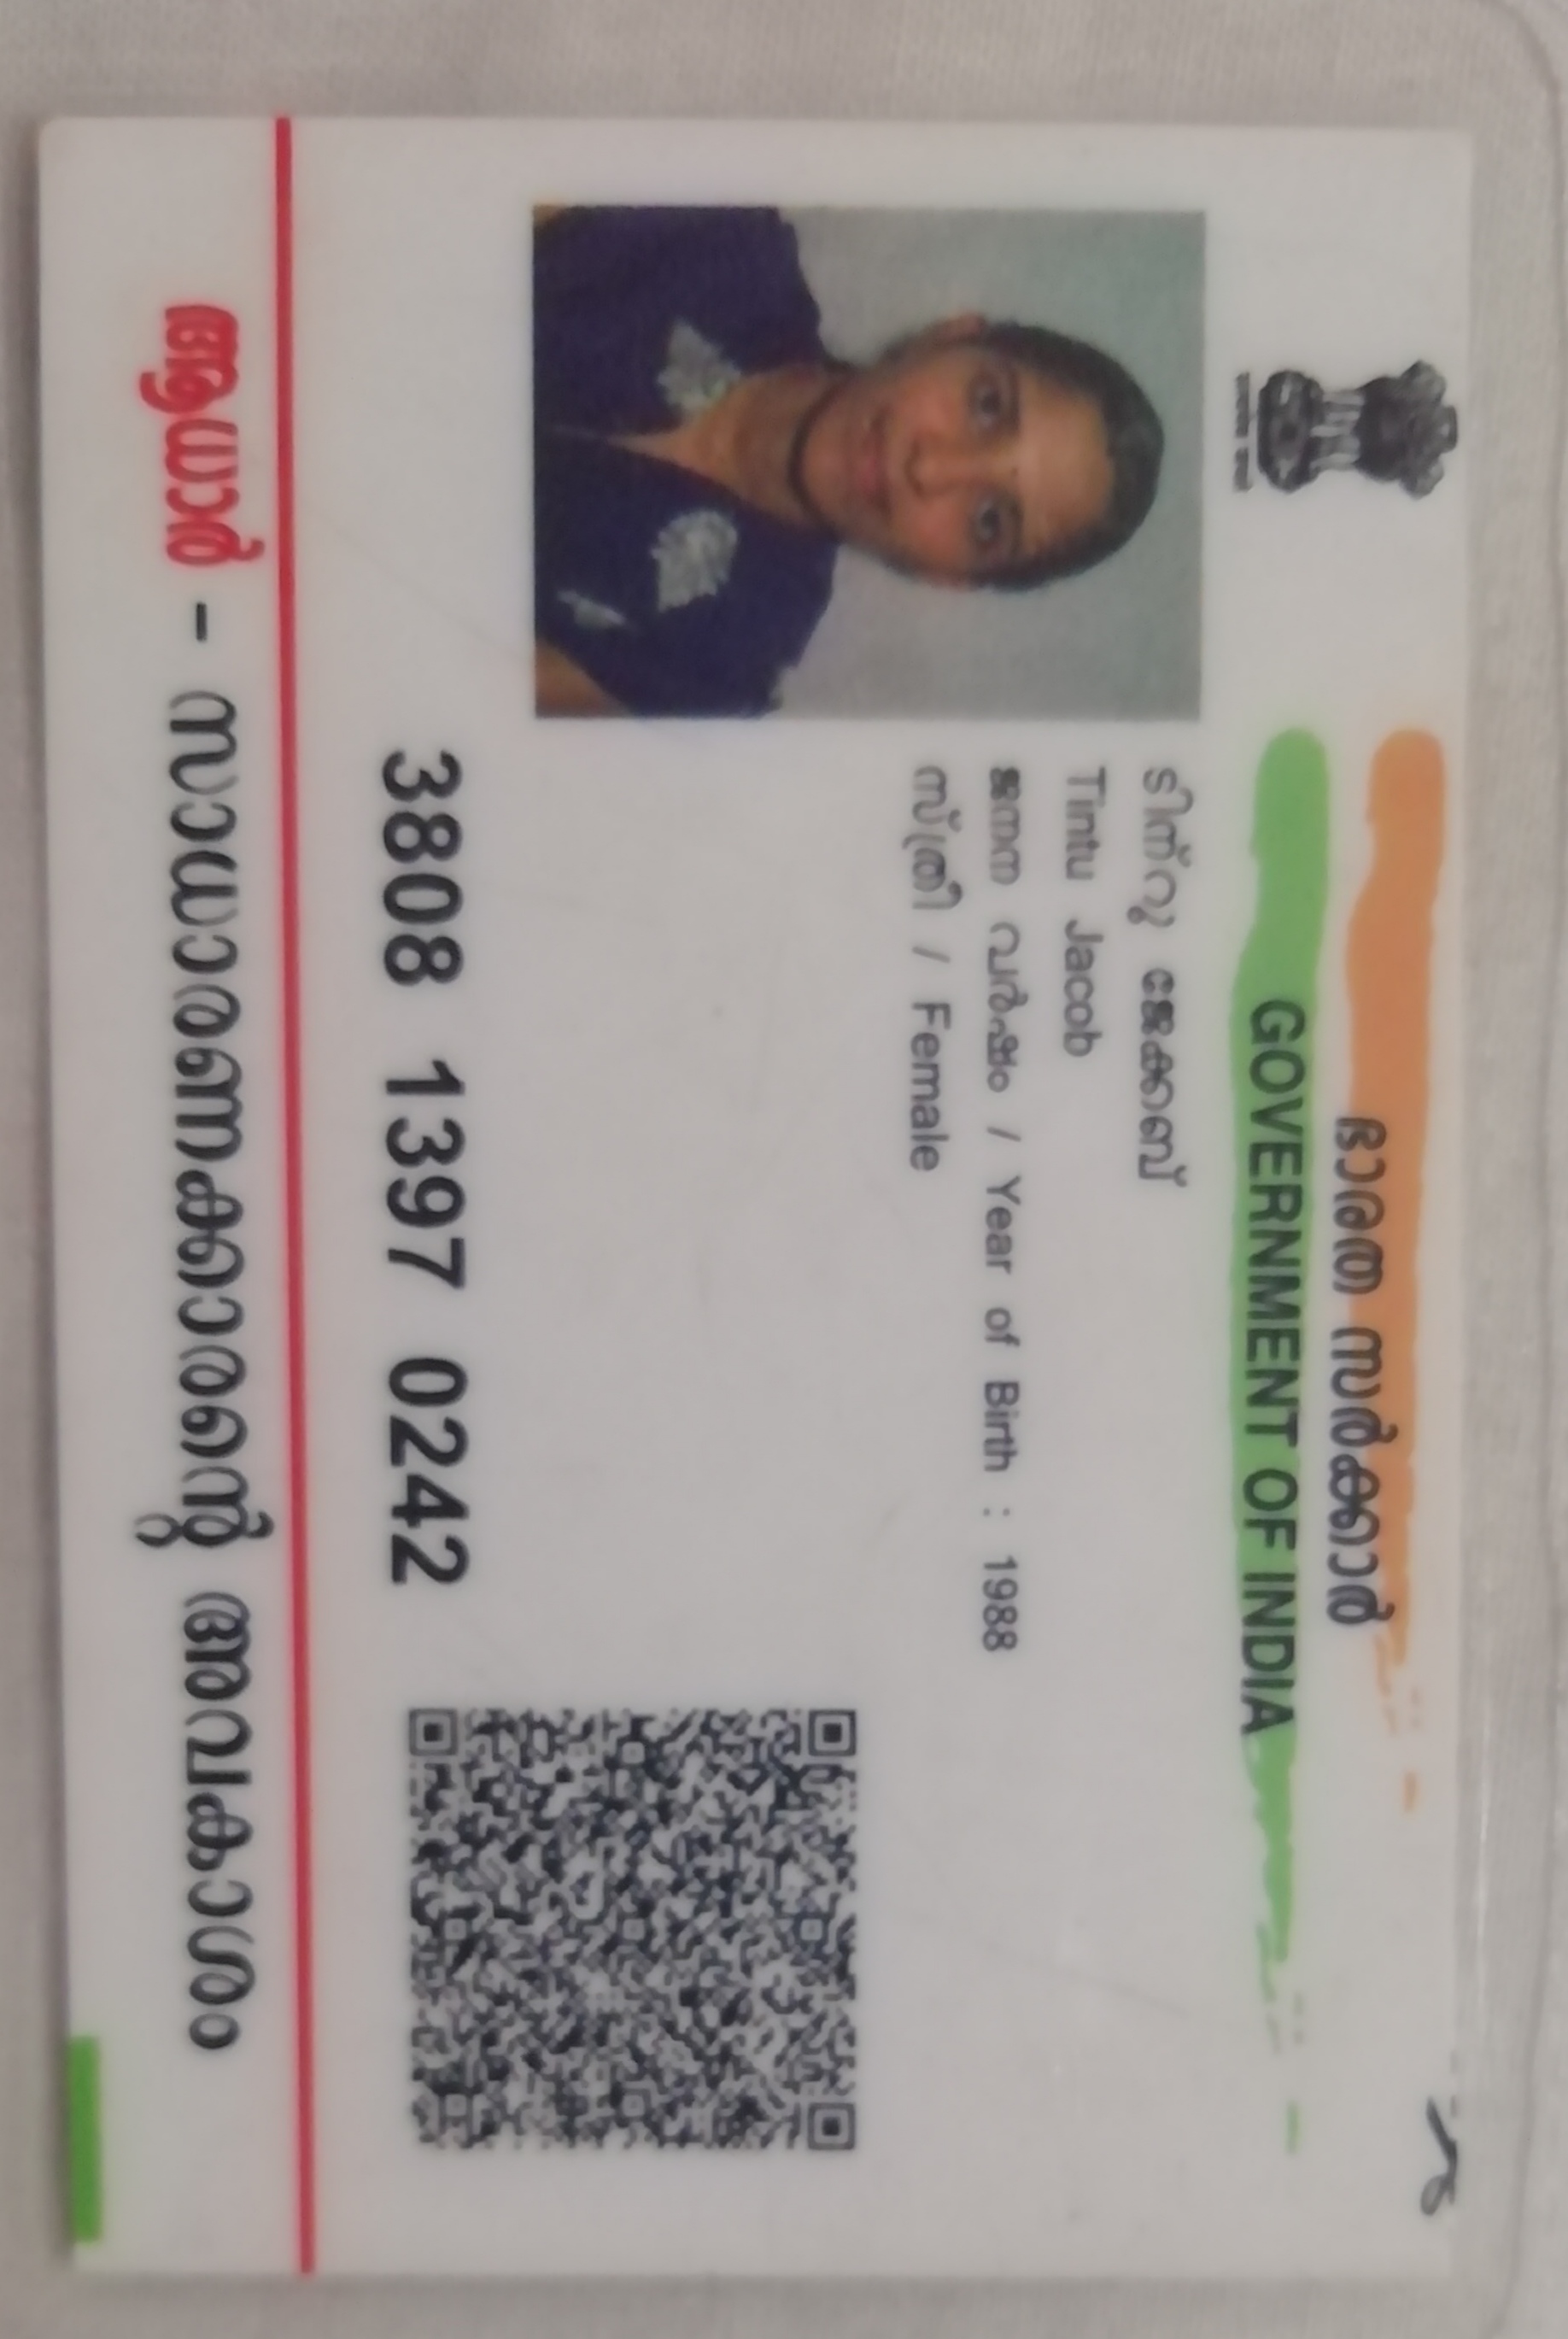 ഭാരത സർക്കാർ
GOVERNMENT OF INDIA
ടിന്റു ജേക്കബ്
Tintu Jacob
ജനന വർഷം / Year of Birth : 1988
സ്ത്രീ / Female
3808 1397 0242
ആധാർ - സാധാരണക്കാരന്റെ അവകാശം